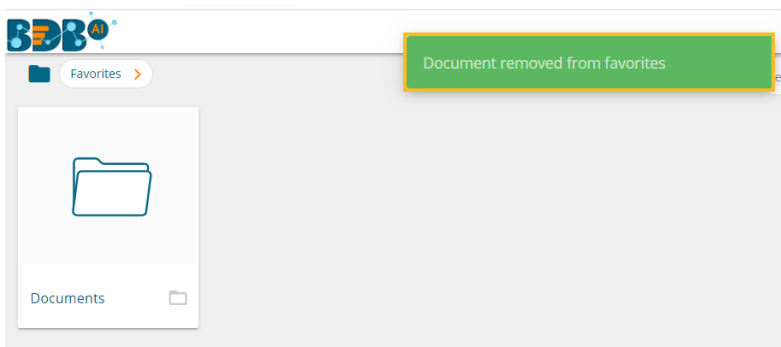 BDB AI
Document removed from favorites
Favorites
e
Documents